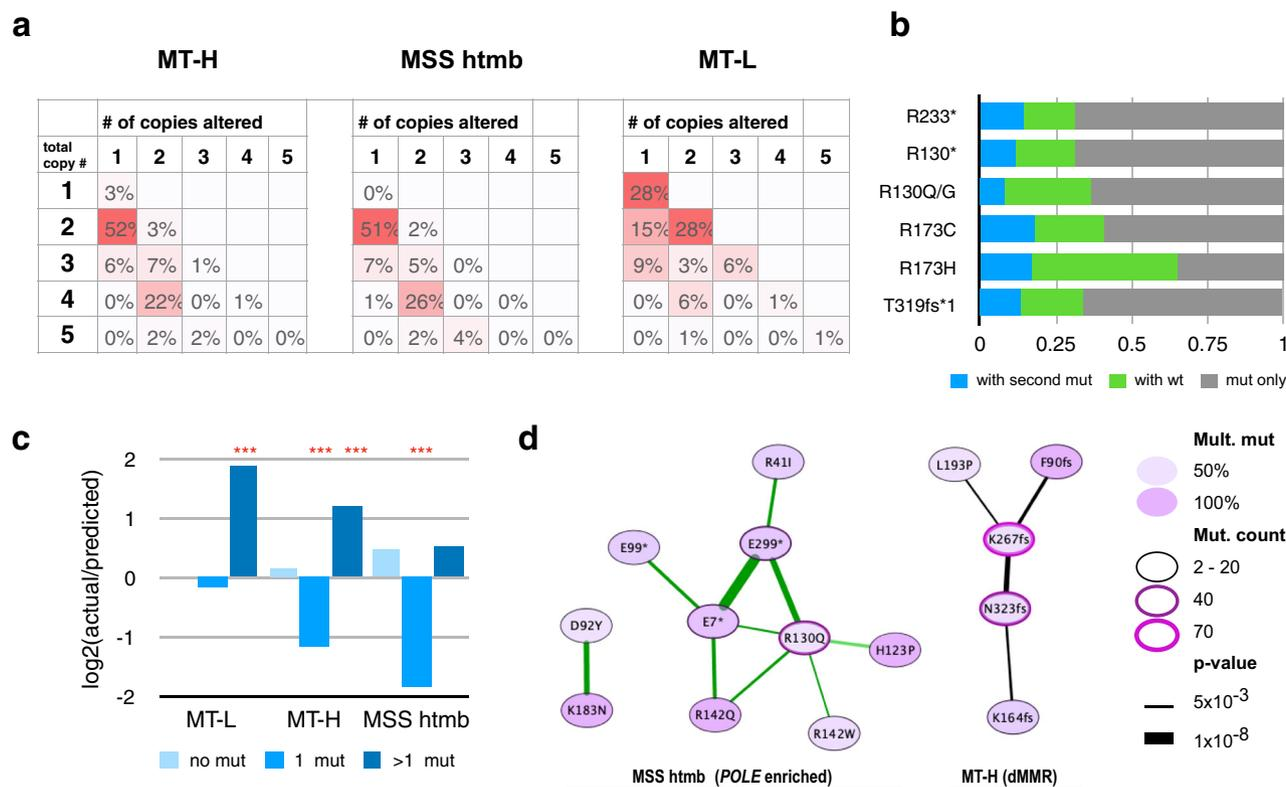 a
MT-H MSS htmb MT-L
# of copies altered # of copies altered # of copies altered
total copy # 1 2 3 4 5 1 2 3 4 5 1 2 3 4 5
1 3% 0% 28%
2 52% 3% 51% 2% 15% 28%
3 6% 7% 1% 7% 5% 0% 9% 3% 6%
4 0% 22% 0% 1% 1% 26% 0% 0% 0% 6% 0% 1%
5 0% 2% 2% 0% 0% 0% 2% 4% 0% 0% 0% 1% 0% 0% 1%
b
R233*
R130*
R130Q/G
R173C
R173H
T319fs*1
0 0.25 0.5 0.75 1
with second mut with wt mut only
c
log2(actual/predicted)
*** *** *** ***
2
1
0
-1
-2
MT-L MT-H MSS htmb
no mut 1 mut >1 mut
d
R41I
E99*
E299*
D92Y
E7*
R130Q
H123P
K183N
R142Q
R142W
MSS htmb (POLE enriched)
L193P
F90fs
K267fs
N323fs
K164fs
MT-H (dMMR)
Mult. mut
50%
100%
Mut. count
2 - 20
40
70
p-value
5x10-3
1x10-8